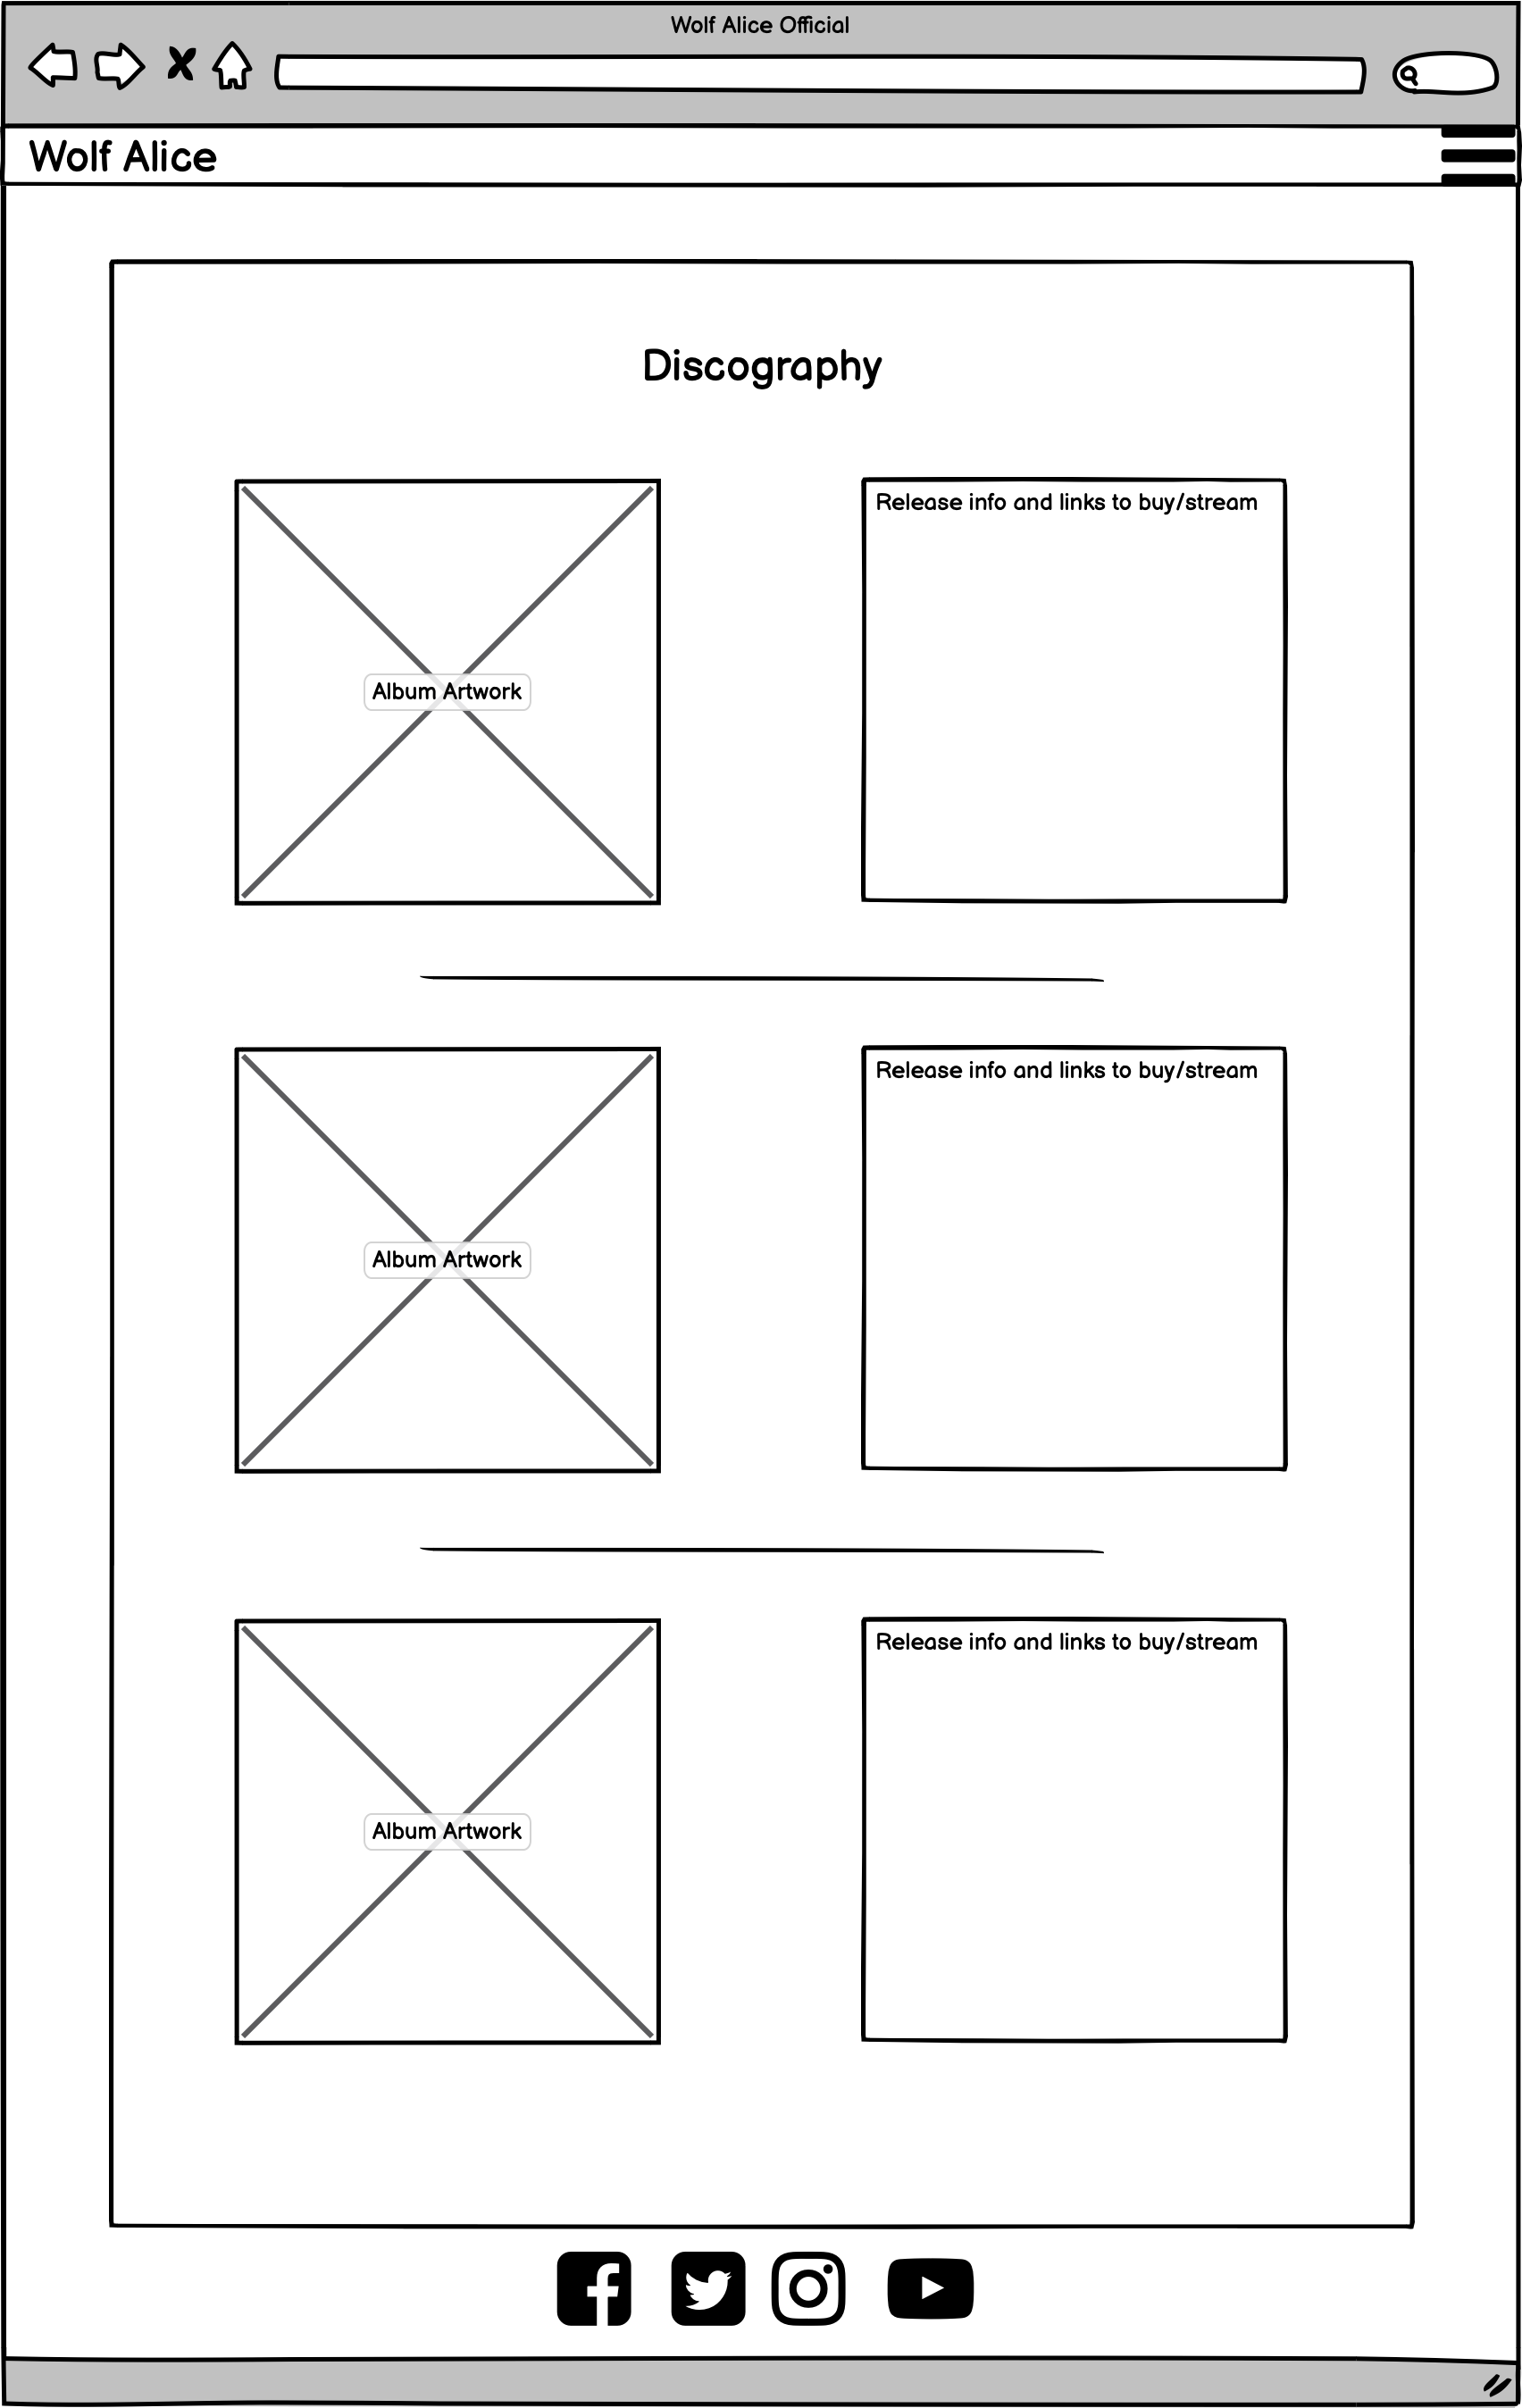 Wolf Alice Official
Wolf Alice
Discography
Release info and links to buy/stream
Album Artwork
Release info and links to buy/stream
Album Artwork
Release info and links to buy/stream
Album Artwork